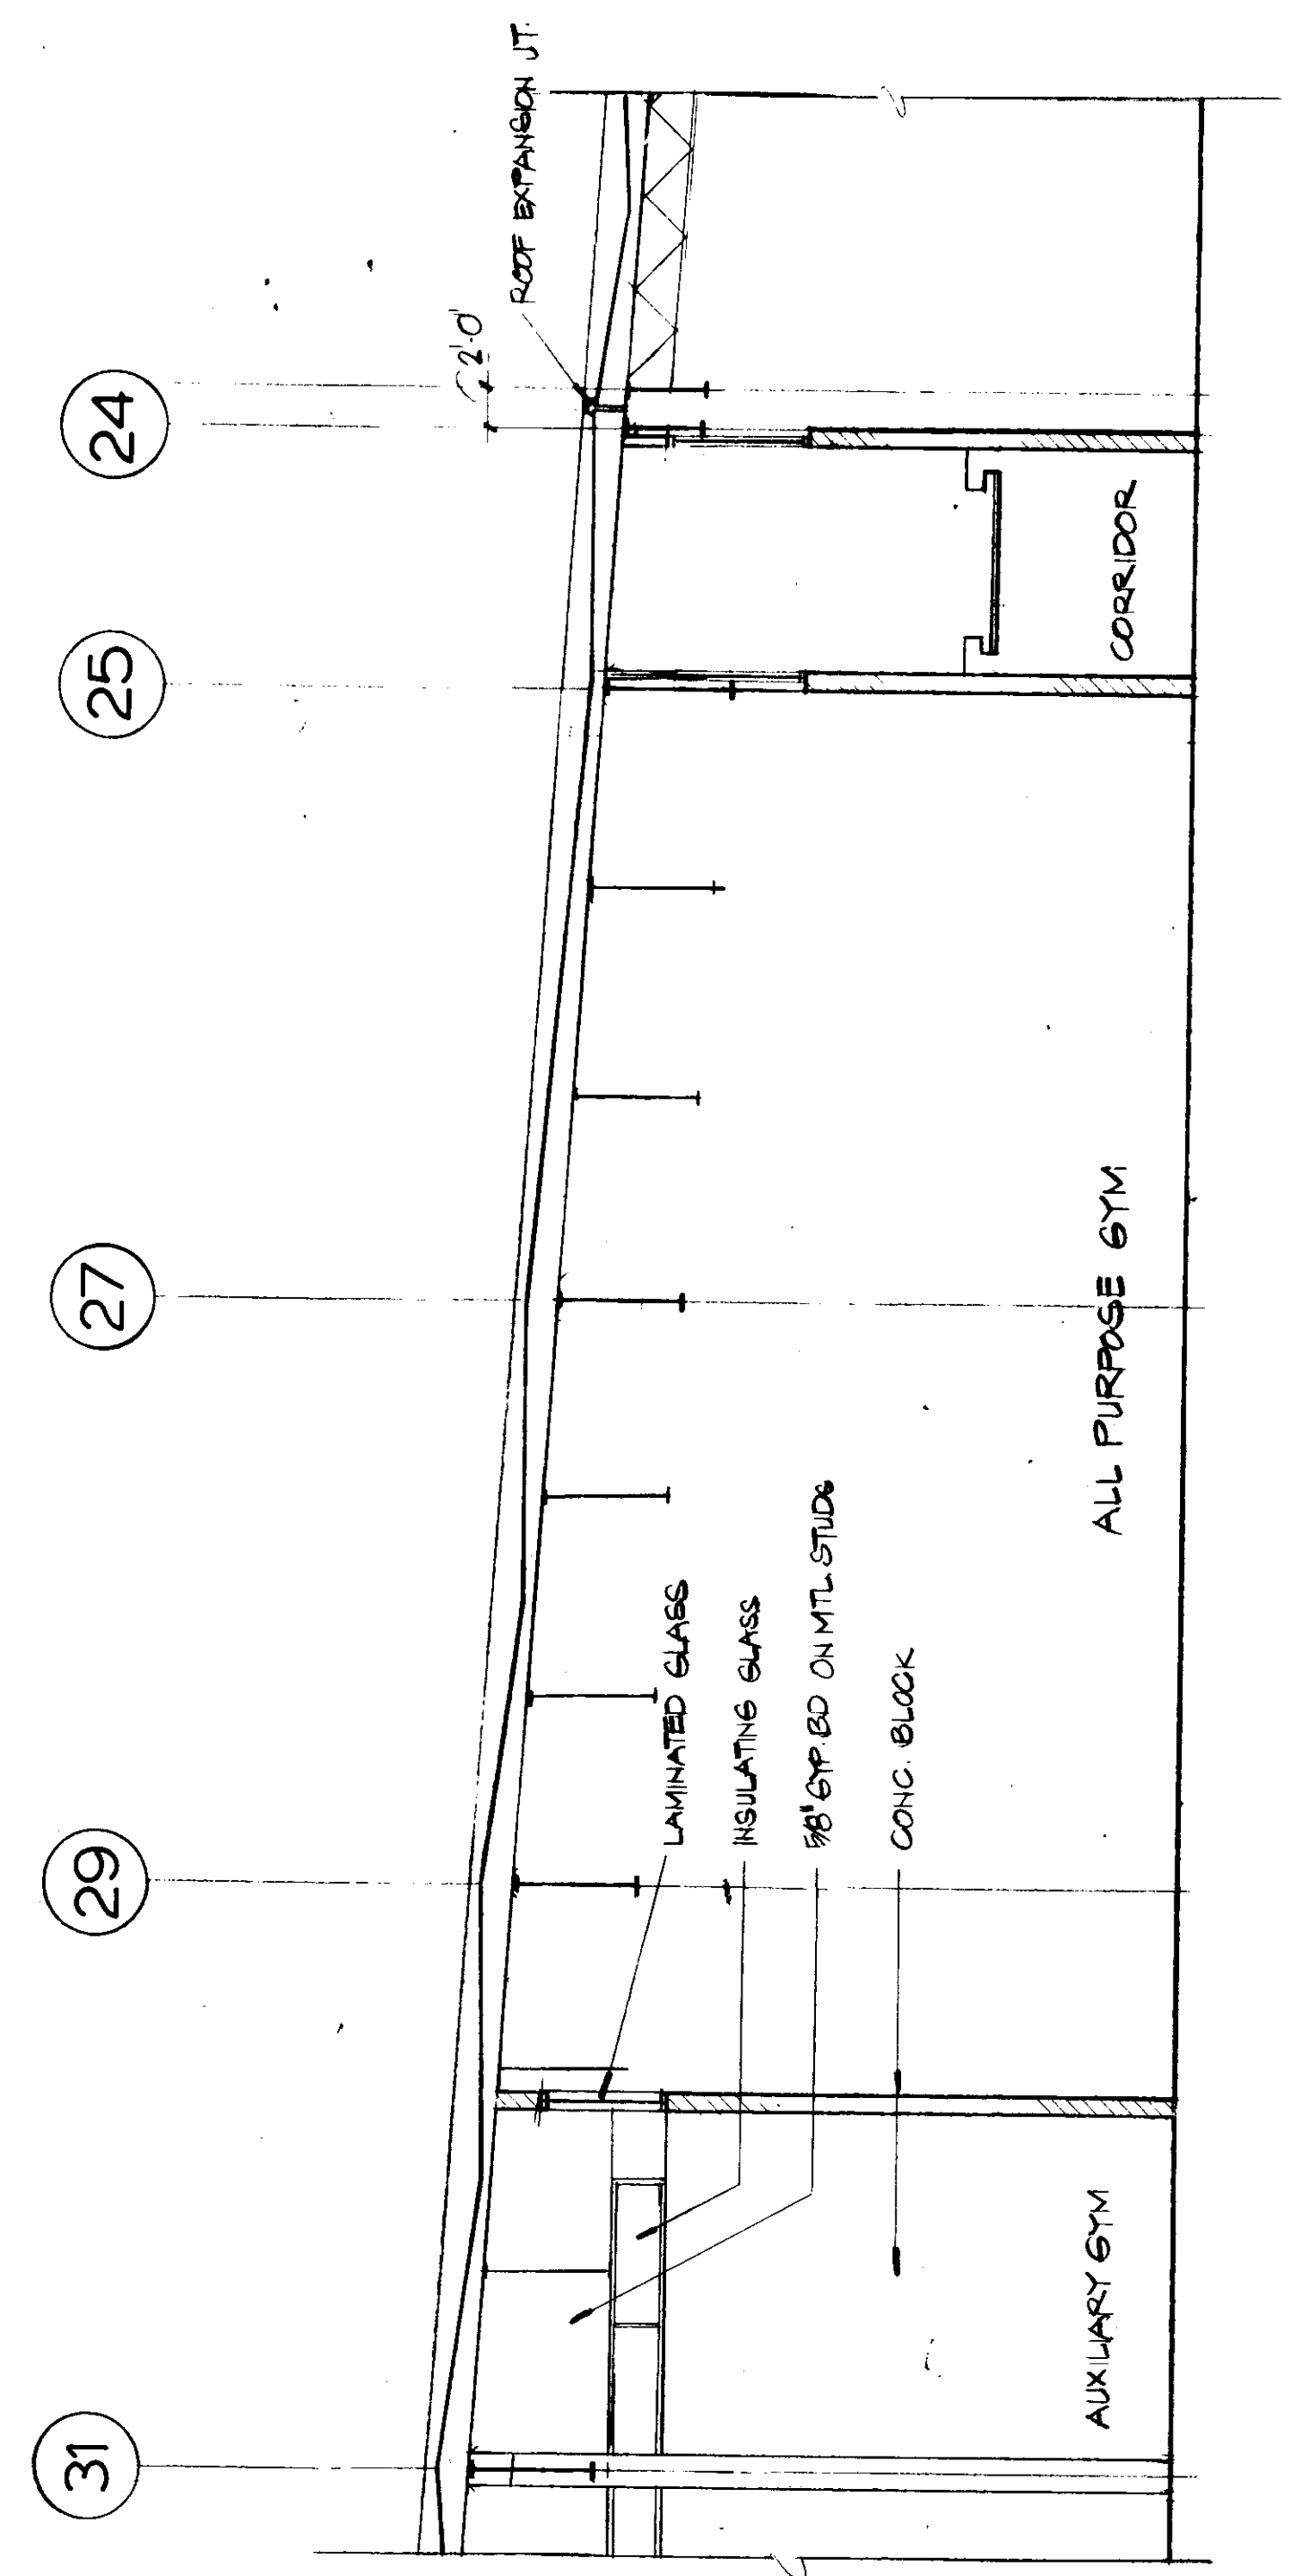 31
29
27
25
24
2'-0"
ROOF EXPANSION JT.
LAMINATED GLASS
INSULATING GLASS
5/8" GYP. BD ON MTL. STUDS
CONC. BLOCK
AUXILIARY GYM
ALL PURPOSE GYM
CORRIDOR